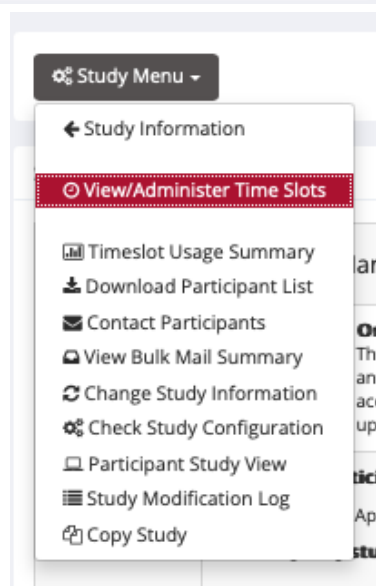 Study Menu
Study Information
View/Administer Time Slots
Timeslot Usage Summary
Download Participant List
Contact Participants
View Bulk Mail Summary
Change Study Information
Check Study Configuration
Participant Study View
Study Modification Log
Copy Study